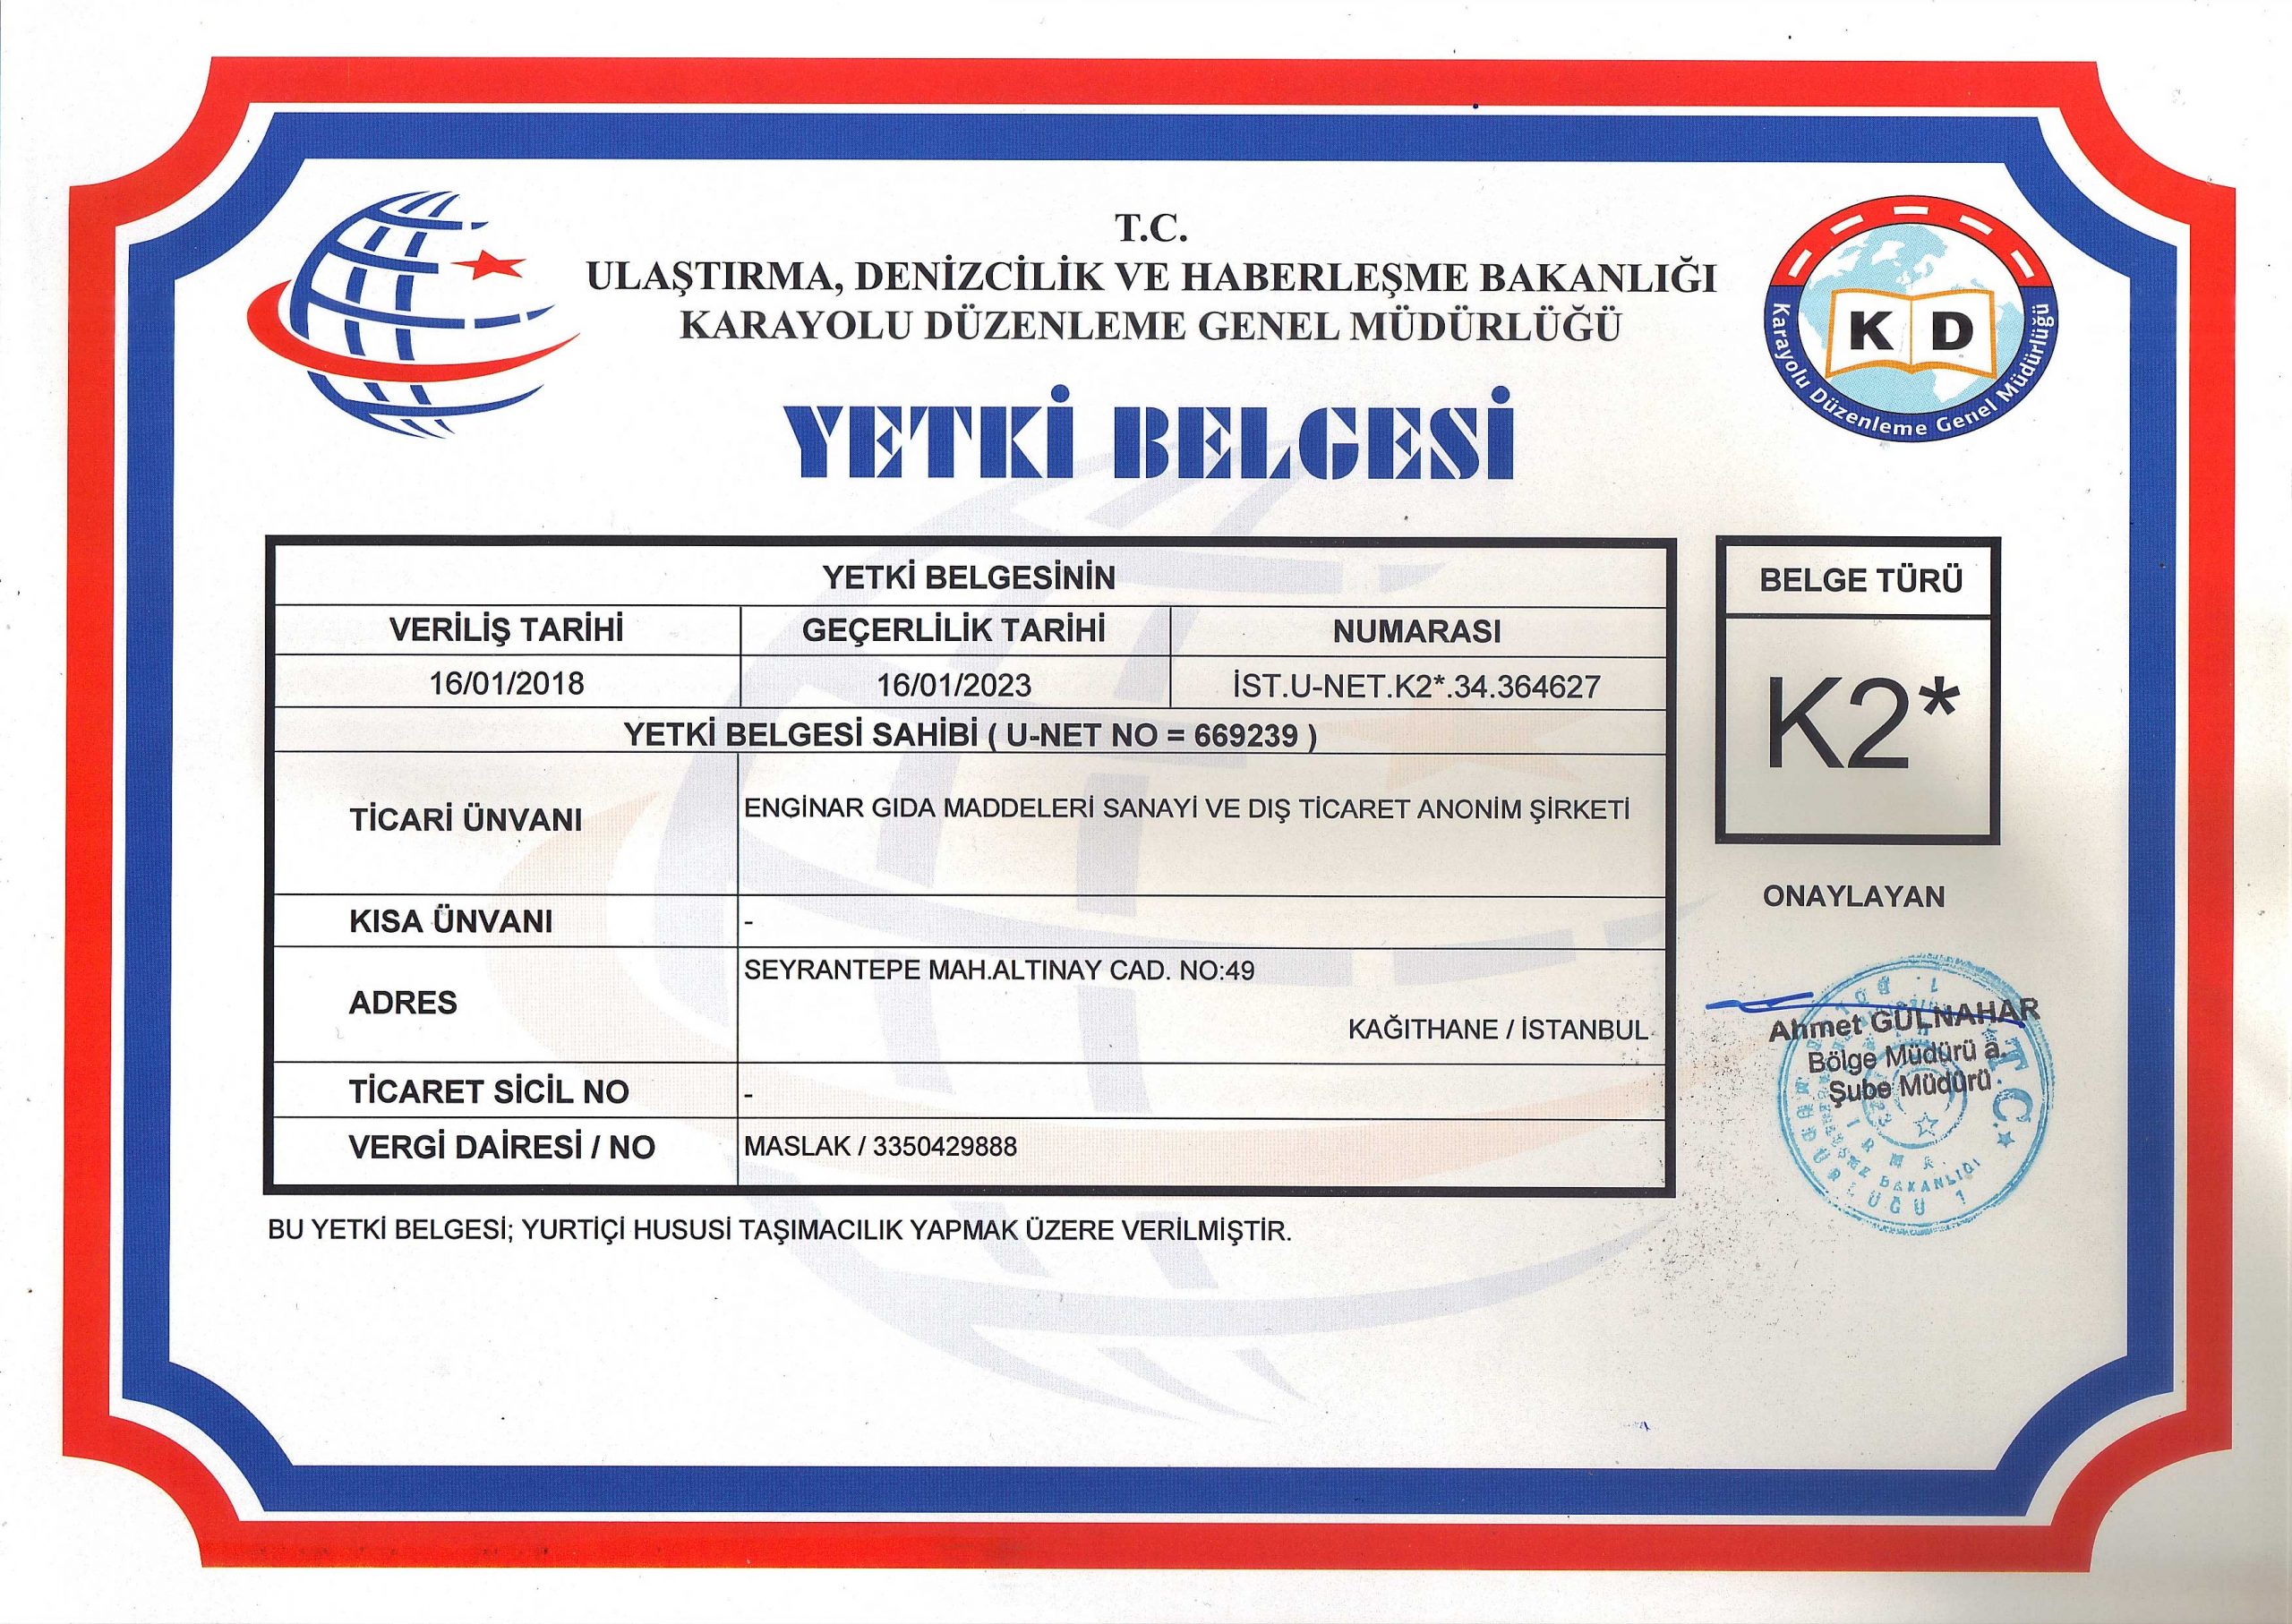 T.C.
ULAŞTIRMA, DENİZCİLİK VE HABERLEŞME BAKANLIĞI
KARAYOLU DÜZENLEME GENEL MÜDÜRLÜĞÜ
K D
Karayolu Düzenleme Genel Müdürlüğü
YETKİ BELGESİ
YETKİ BELGESİNİN
VERİLİŞ TARİHİ GEÇERLİLİK TARİHİ NUMARASI
16/01/2018 16/01/2023 İST.U-NET.K2*.34.364627
YETKİ BELGESİ SAHİBİ ( U-NET NO = 669239 )
TİCARİ ÜNVANI ENGİNAR GIDA MADDELERİ SANAYİ VE DIŞ TİCARET ANONİM ŞİRKETİ
KISA ÜNVANI -
ADRES SEYRANTEPE MAH.ALTINAY CAD. NO:49
KAĞITHANE / İSTANBUL
TİCARET SİCİL NO -
VERGİ DAİRESİ / NO MASLAK / 3350429888
BU YETKİ BELGESİ; YURTİÇİ HUSUSİ TAŞIMACILIK YAPMAK ÜZERE VERİLMİŞTİR.
BELGE TÜRÜ
K2*
ONAYLAYAN
Ahmet GÜLNAHAR
Bölge Müdürü a.
Şube Müdürü
T.C.
BAKANLIĞI